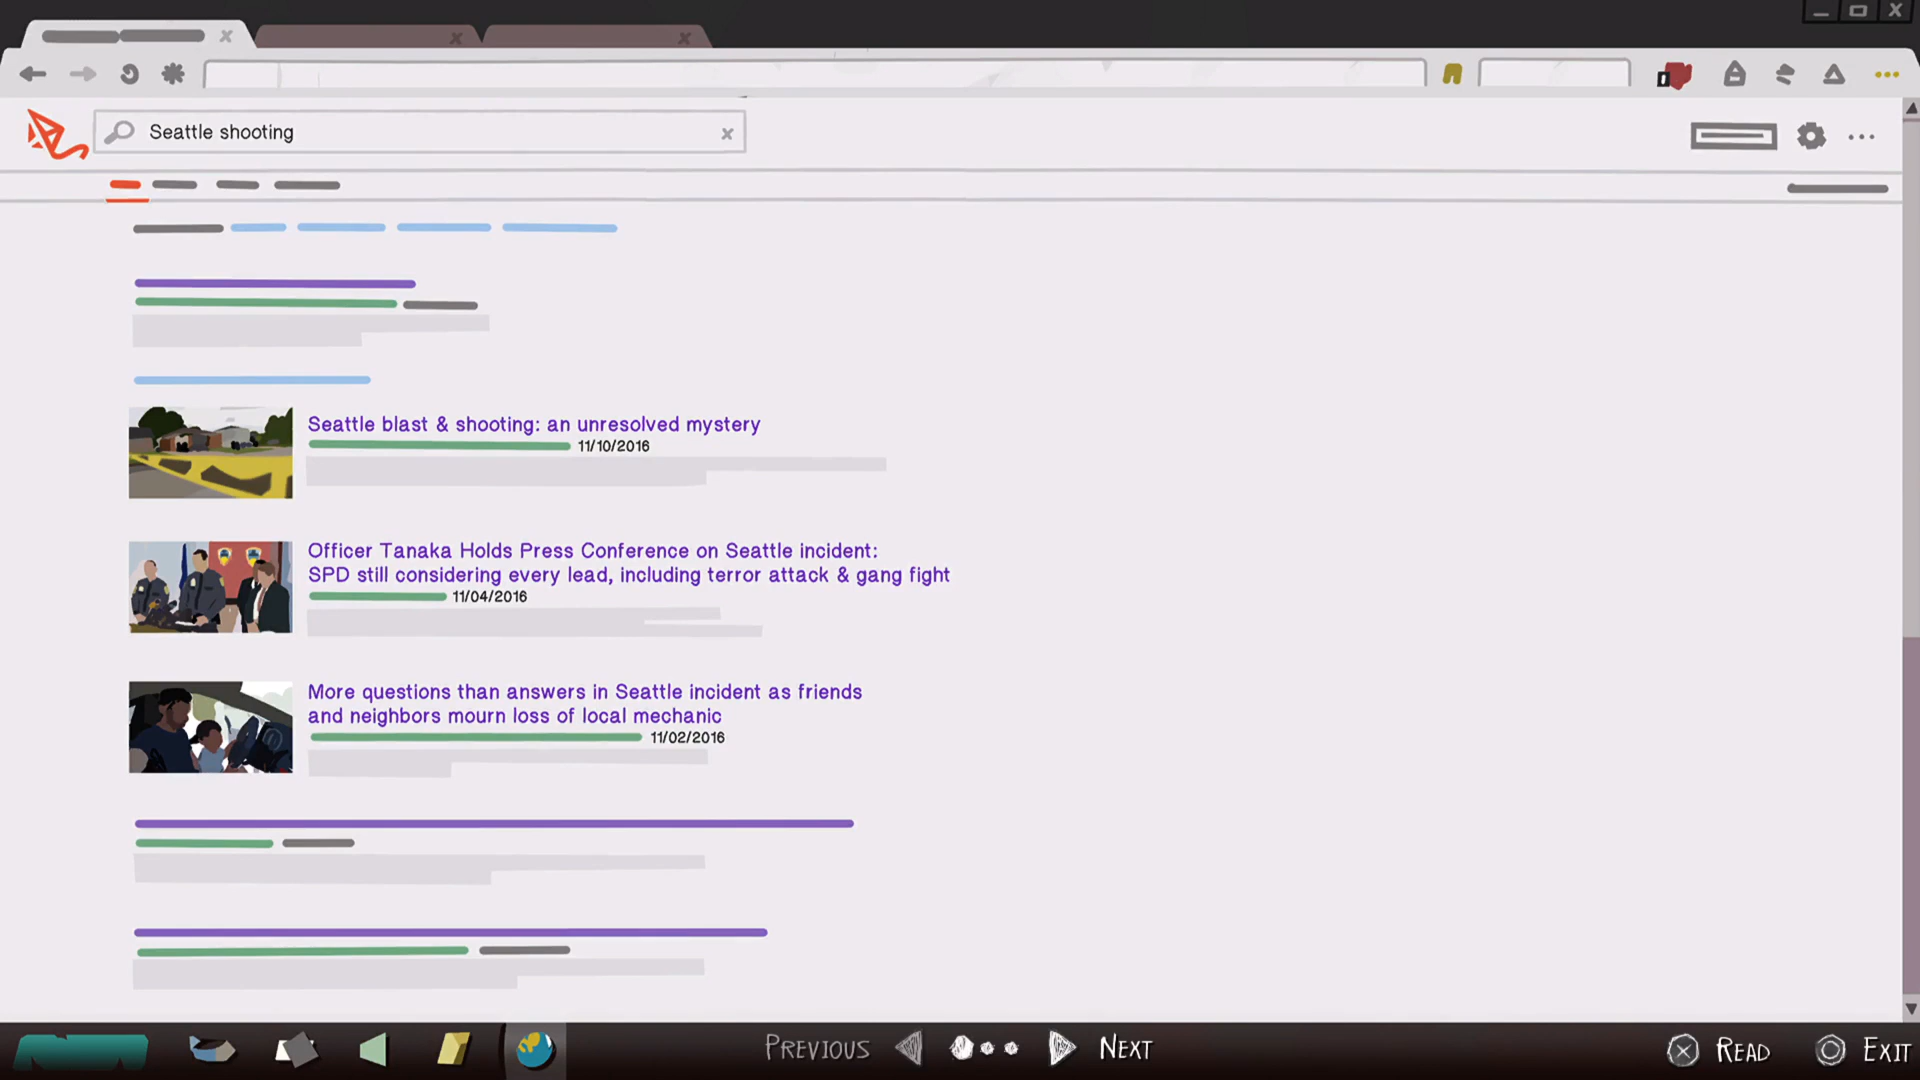 Seattle shooting
Seattle blast & shooting: an unresolved mystery
11/10/2016
Officer Tanaka Holds Press Conference on Seattle incident:
SPD still considering every lead, including terror attack & gang fight
11/04/2016
More questions than answers in Seattle incident as friends
and neighbors mourn loss of local mechanic
11/02/2016
PREVIOUS NEXT READ EXIT